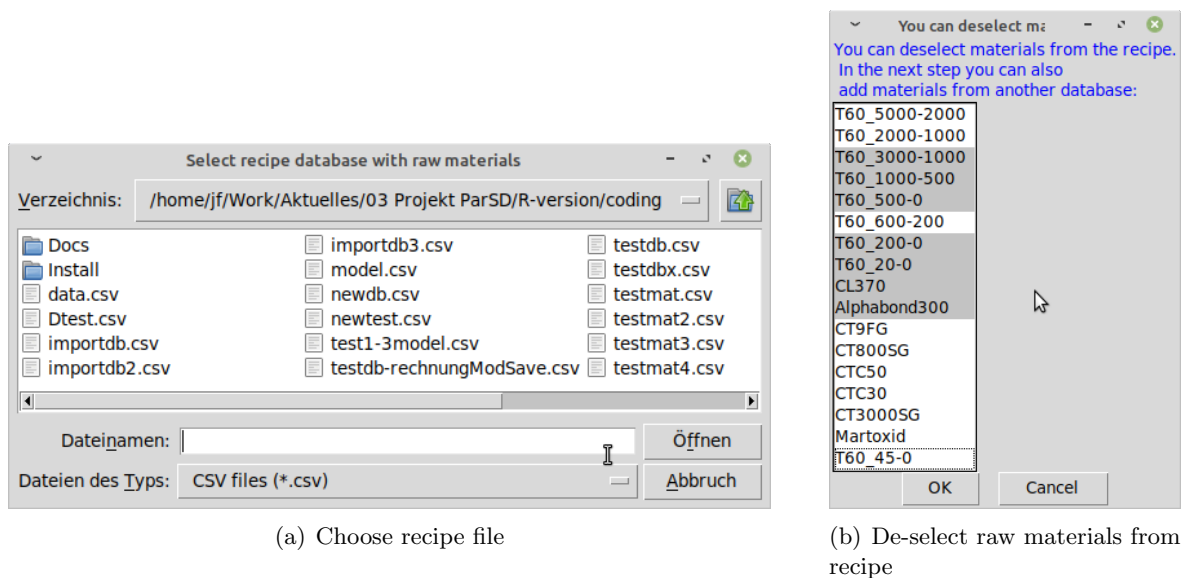 Select recipe database with raw materials
Verzeichnis: /home/jf/Work/Aktuelles/03 Projekt ParSD/R-version/coding
Docs importdb3.csv testdb.csv
Install model.csv testdbx.csv
data.csv newdb.csv testmat.csv
Dtest.csv newtest.csv testmat2.csv
importdb.csv test1-3model.csv testmat3.csv
importdb2.csv testdb-rechnungModSave.csv testmat4.csv
Dateinamen: Öffnen
Dateien des Typs: CSV files (*.csv) Abbruch
(a) Choose recipe file
You can deselect ma
You can deselect materials from the recipe.
In the next step you can also
add materials from another database:
T60_5000-2000
T60_2000-1000
T60_3000-1000
T60_1000-500
T60_500-0
T60_600-200
T60_200-0
T60_20-0
CL370
Alphabond300
CT9FG
CT800SG
CTC50
CTC30
CT3000SG
Martoxid
T60_45-0
OK Cancel
(b) De-select raw materials from
recipe